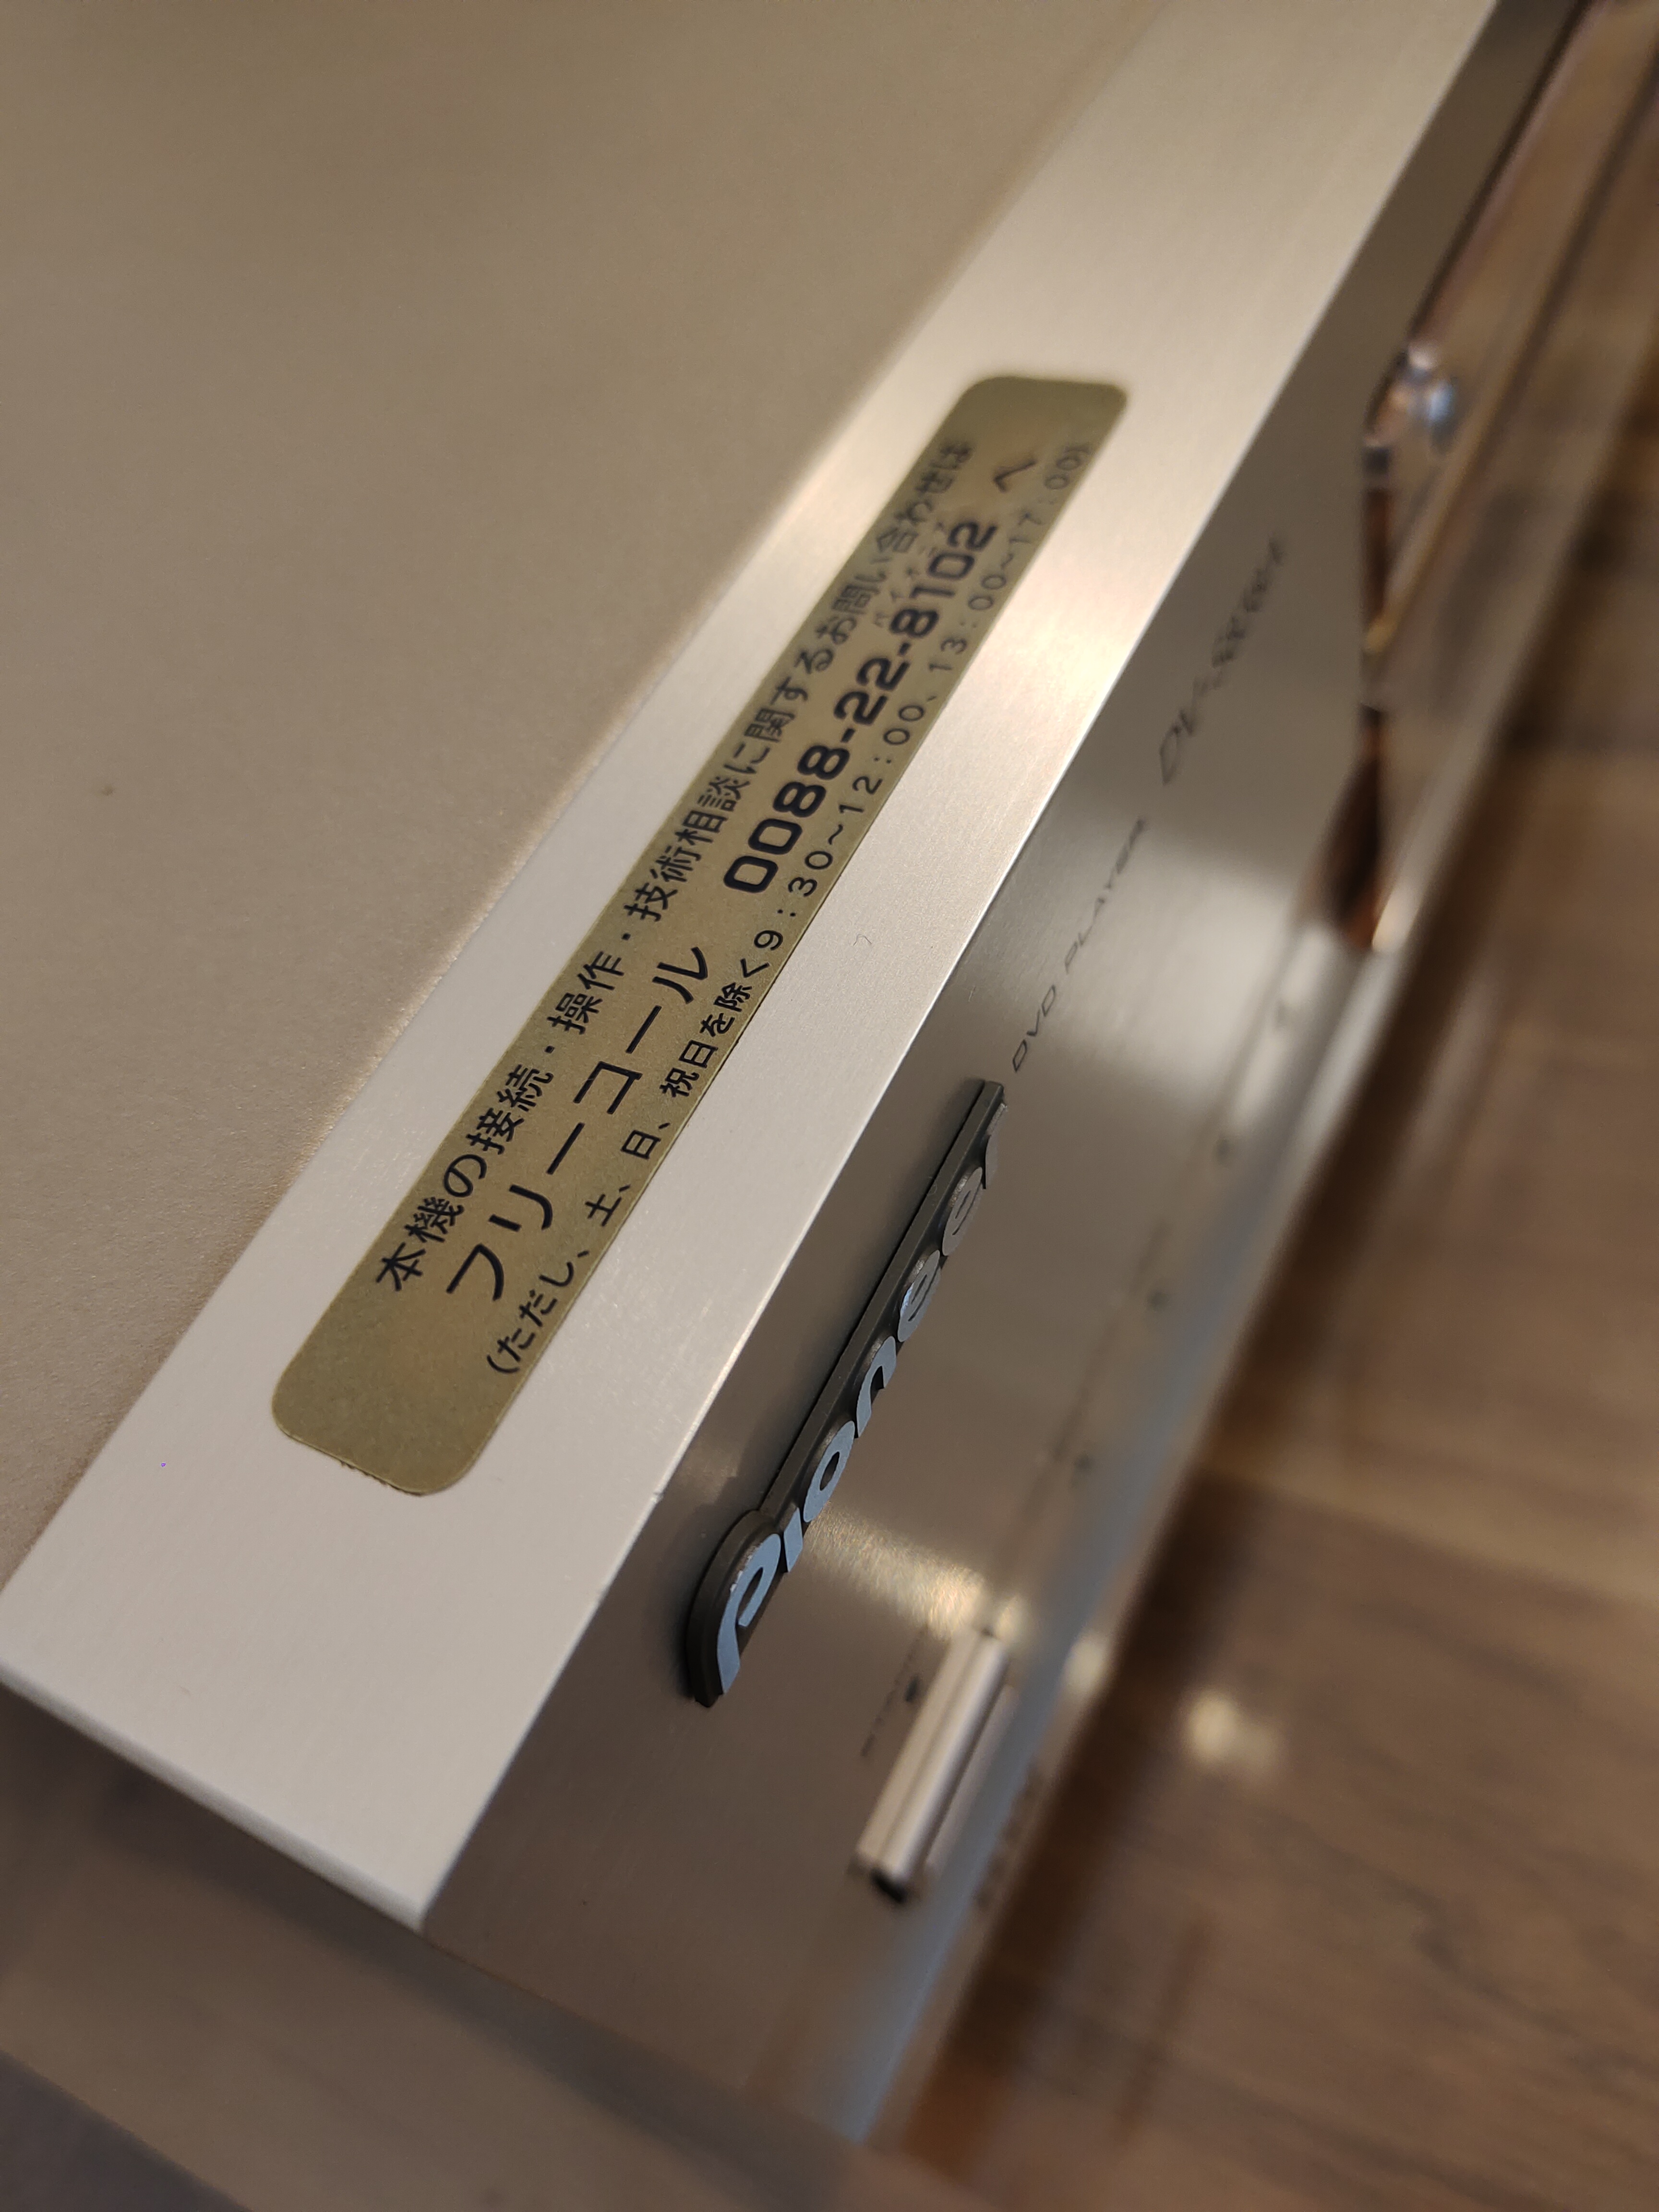 本機の接続・操作・技術相談に関するお問い合わせは
フリーコール 0088-22-8102 へ
(ただし、土、日、祝日を除く9:30~12:00、13:00~17:00)
Pioneer
DVD PLAYER